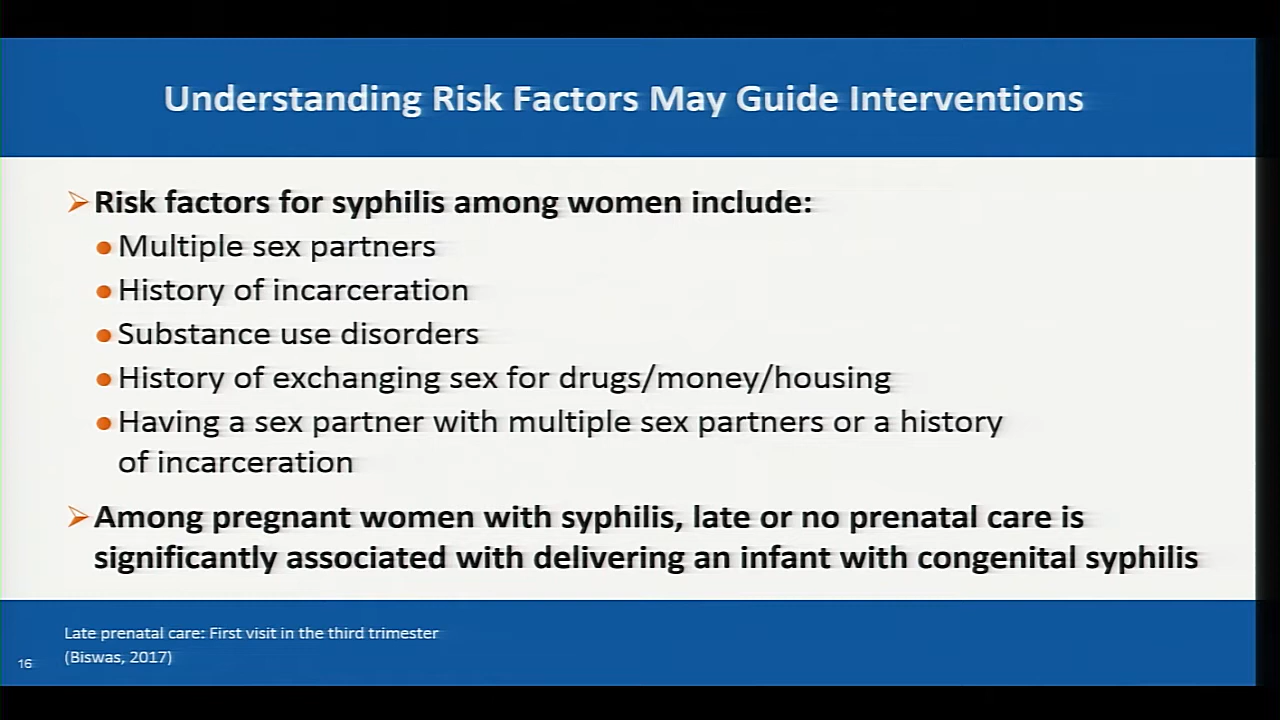 Understanding Risk Factors May Guide Interventions
➢Risk factors for syphilis among women include:
●Multiple sex partners
●History of incarceration
●Substance use disorders
●History of exchanging sex for drugs/money/housing
●Having a sex partner with multiple sex partners or a history
of incarceration
➢Among pregnant women with syphilis, late or no prenatal care is
significantly associated with delivering an infant with congenital syphilis
Late prenatal care: First visit in the third trimester
(Biswas, 2017)
16